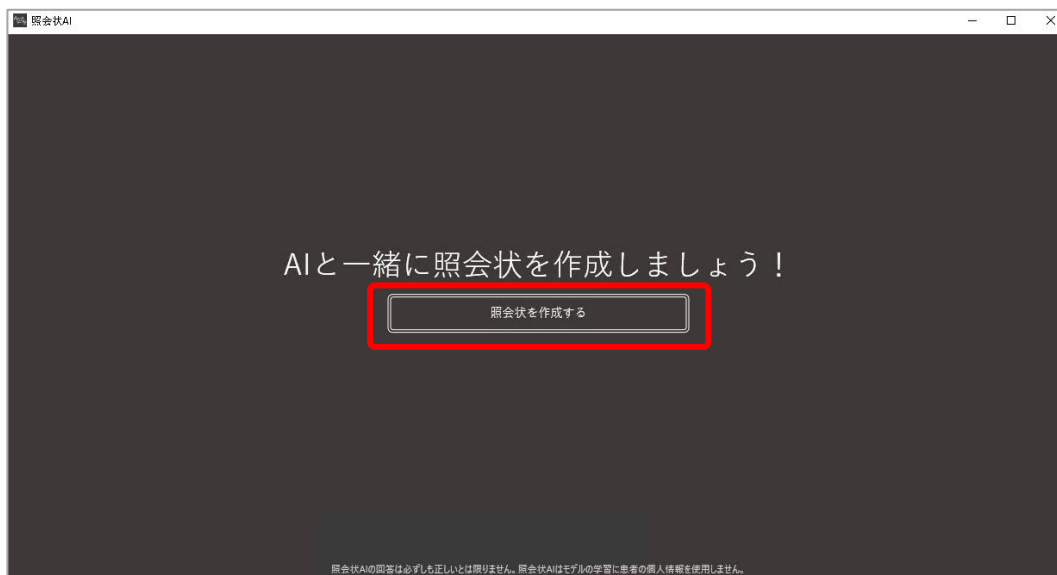 照会状AI
AIと一緒に照会状を作成しましょう！
照会状を作成する
照会状AIの回答は必ずしも正しいとは限りません。照会状AIはモデルの学習に患者の個人情報を使用しません。